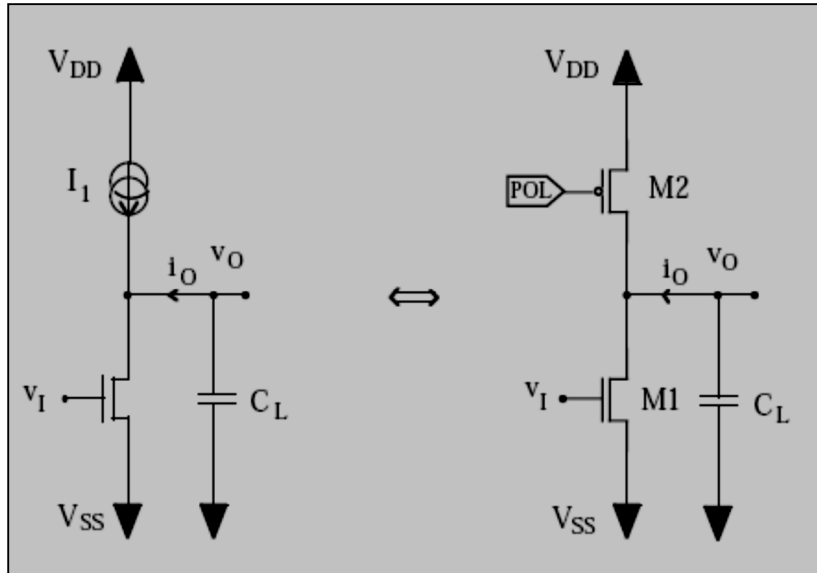 V_DD
I_1
i_O
v_O
v_I
C_L
V_SS
V_DD
POL
M2
i_O
v_O
v_I
M1
C_L
V_SS